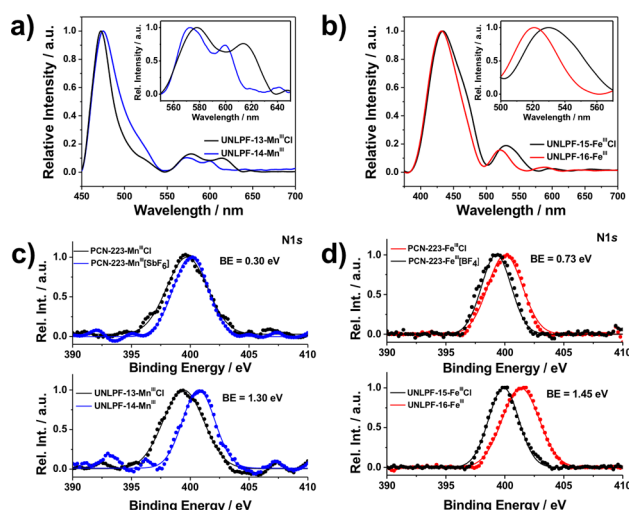 a)
Relative Intensity / a.u.
1.0
0.8
0.6
0.4
0.2
0.0
450 500 550 600 650 700
Wavelength / nm
Rel. Intensity / a.u.
1.0
0.5
0.0
560 580 600 620 640
Wavelength / nm
UNLPF-13-MnᴵᴵᴵCl
UNLPF-14-Mnᴵᴵᴵ
b)
Relative Intensity / a.u.
1.0
0.8
0.6
0.4
0.2
0.0
400 450 500 550 600 650 700
Wavelength / nm
Rel. Intensity / a.u.
1.0
0.5
0.0
500 520 540 560
Wavelength / nm
UNLPF-15-FeᴵᴵᴵCl
UNLPF-16-Feᴵᴵᴵ
c)
N1s
PCN-223-MnᴵᴵᴵCl
PCN-223-Mnᴵᴵᴵ[SbF₆]
BE = 0.30 eV
Rel. Int. / a.u.
1.0
0.5
0.0
390 395 400 405 410
Binding Energy / eV
UNLPF-13-MnᴵᴵᴵCl
UNLPF-14-Mnᴵᴵᴵ
BE = 1.30 eV
Rel. Int. / a.u.
1.0
0.5
0.0
390 395 400 405 410
Binding Energy / eV
d)
N1s
PCN-223-FeᴵᴵᴵCl
PCN-223-Feᴵᴵᴵ[BF₄]
BE = 0.73 eV
Rel. Int. / a.u.
1.0
0.5
0.0
390 395 400 405 410
Binding Energy / eV
UNLPF-15-FeᴵᴵᴵCl
UNLPF-16-Feᴵᴵᴵ
BE = 1.45 eV
Rel. Int. / a.u.
1.0
0.5
0.0
390 395 400 405 410
Binding Energy / eV